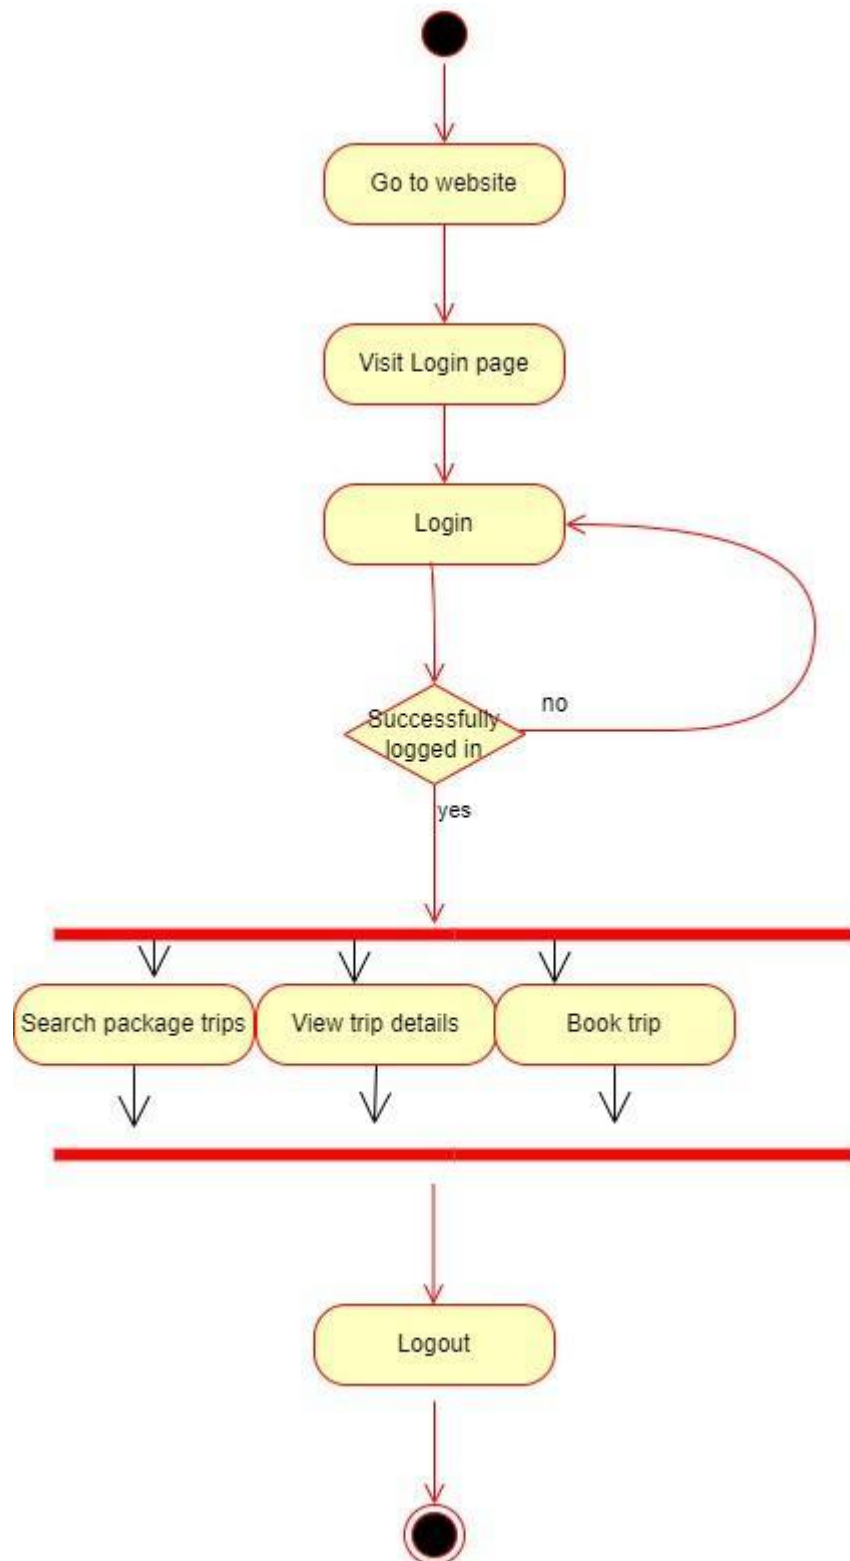 Go to website
Visit Login page
Login
Successfully
logged in
no
yes
Search package trips
View trip details
Book trip
Logout